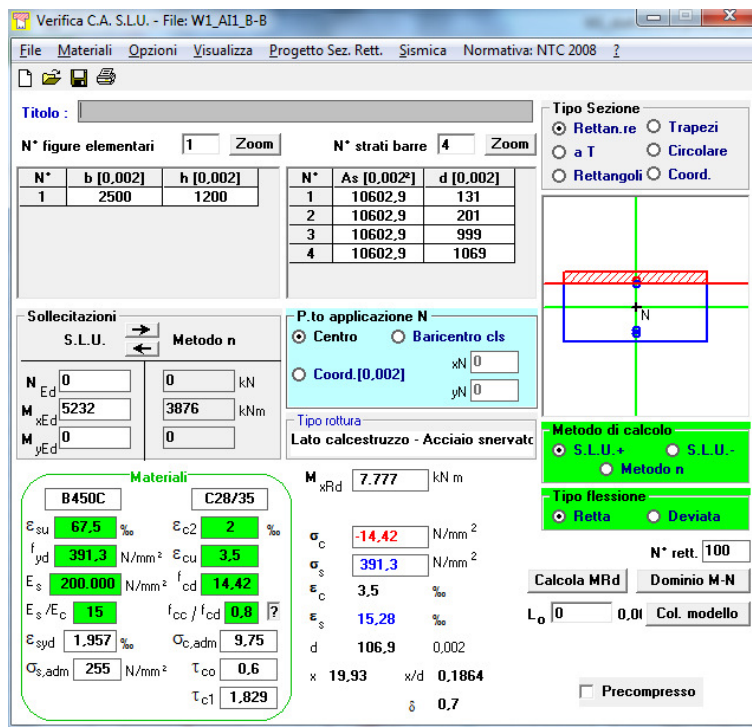 Verifica C.A. S.L.U. - File: W1_AI1_B-B
File Materiali Opzioni Visualizza Progetto Sez. Rett. Sismica Normativa: NTC 2008 ?
Titolo :
N° figure elementari 1 Zoom N° strati barre 4 Zoom
N° b [0,002] h [0,002]
1 2500 1200
N° As [0,002²] d [0,002]
1 10602,9 131
2 10602,9 201
3 10602,9 999
4 10602,9 1069
Tipo Sezione
Rettan.re Trapezi
a T Circolare
Rettangoli Coord.
N
Sollecitazioni
S.L.U. Metodo n
N Ed 0 0 kN
M xEd 5232 3876 kNm
M yEd 0 0
P.to applicazione N
Centro Baricentro cls
Coord.[0,002] xN 0
yN 0
Tipo rottura
Lato calcestruzzo - Acciaio snervato
Metodo di calcolo
S.L.U.+ S.L.U.-
Metodo n
Tipo flessione
Retta Deviata
Materiali
B450C C28/35
εsu 67,5 ‰ εc2 2 ‰
fyd 391,3 N/mm² εcu 3,5
Es 200.000 N/mm² fcd 14,42
Es/Ec 15 fcc / fcd 0,8 ?
εsyd 1,957 ‰ σc,adm 9,75
σs,adm 255 N/mm² τco 0,6
τc1 1,829
M xRd 7.777 kN m
σc -14,42 N/mm²
σs 391,3 N/mm²
εc 3,5 ‰
εs 15,28 ‰
d 106,9 0,002
x 19,93 x/d 0,1864
δ 0,7
N° rett. 100
Calcola MRd Dominio M-N
Lo 0 0,0 Col. modello
Precompresso